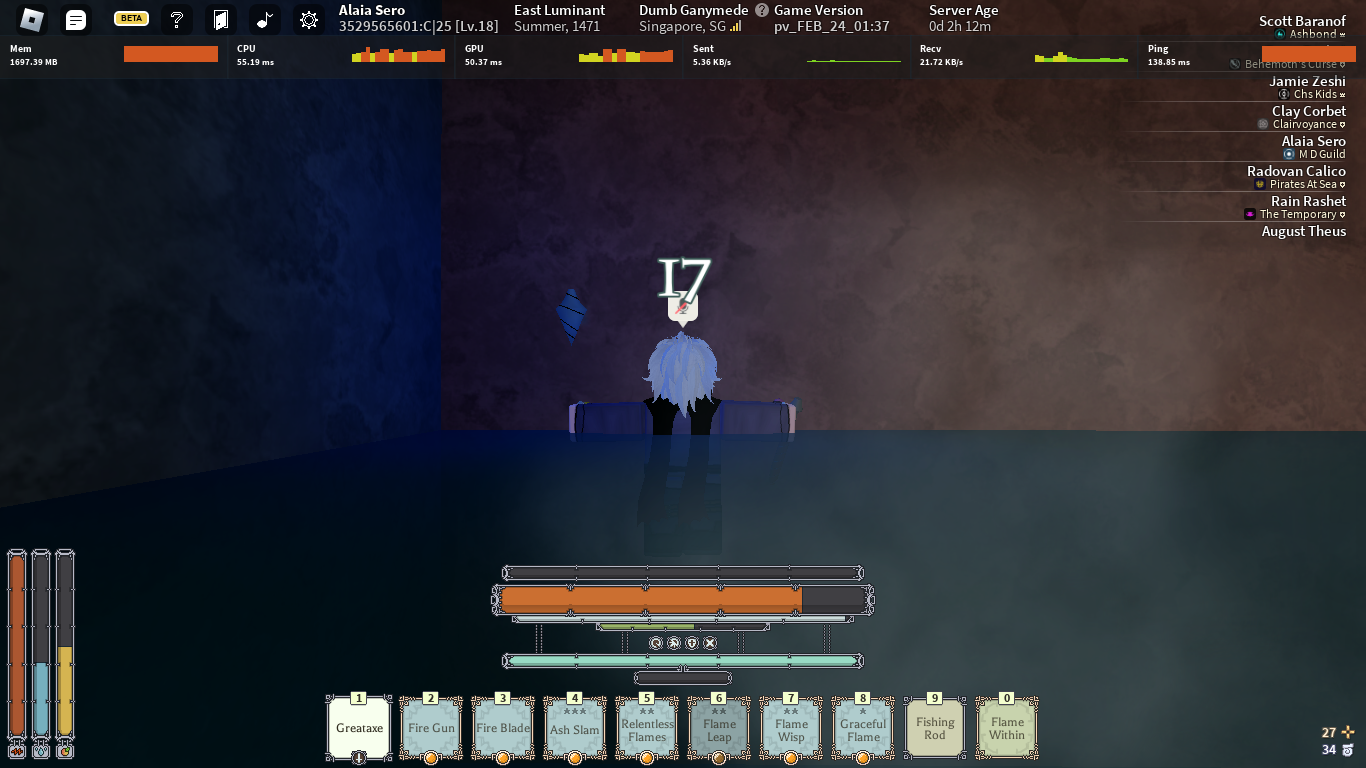 BETA
?
Alaia Sero
3529565601:C|25 [Lv.18]
East Luminant
Summer, 1471
Dumb Ganymede ?
Singapore, SG
Game Version
pv_FEB_24_01:37
Server Age
0d 2h 12m
Mem
1697.39 MB
CPU
55.19 ms
GPU
50.37 ms
Sent
5.36 KB/s
Recv
21.72 KB/s
Ping
138.85 ms
Scott Baranof
Ashbond
Behemoth's Curse
Jamie Zeshi
Chs Kids
Clay Corbet
Clairvoyance
Alaia Sero
M D Guild
Radovan Calico
Pirates At Sea
Rain Rashet
The Temporary
August Theus
17
1
Greataxe
2
Fire Gun
3
Fire Blade
4
Ash Slam
5
Relentless
Flames
6
Flame
Leap
7
Flame
Wisp
8
Graceful
Flame
9
Fishing
Rod
0
Flame
Within
27
34